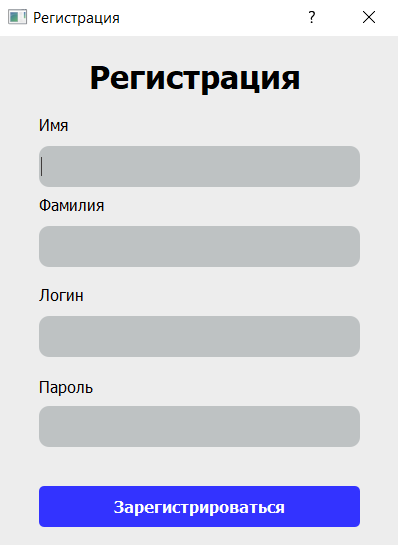 Регистрация
?
Регистрация
Имя
Фамилия
Логин
Пароль
Зарегистрироваться